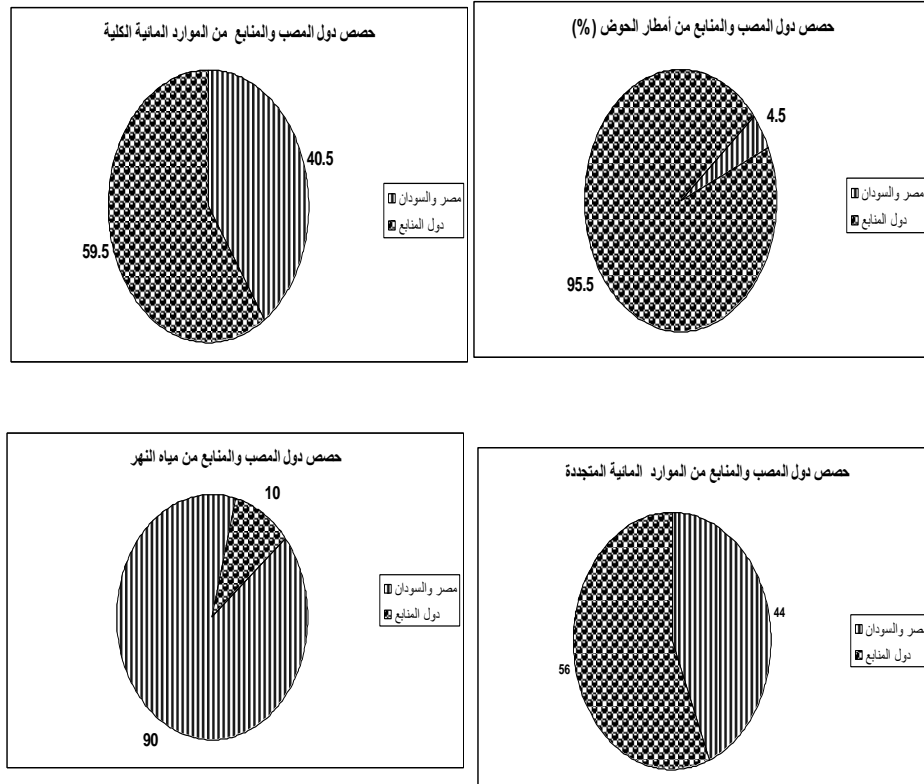 حصص دول المصب والمنابع من أمطار الحوض (%)
4.5
95.5
مصر والسودان
دول المنابع
حصص دول المصب والمنابع من الموارد المائية الكلية
40.5
59.5
مصر والسودان
دول المنابع
حصص دول المصب والمنابع من الموارد المائية المتجددة
44
56
مصر والسودان
دول المنابع
حصص دول المصب والمنابع من مياه النهر
10
90
مصر والسودان
دول المنابع